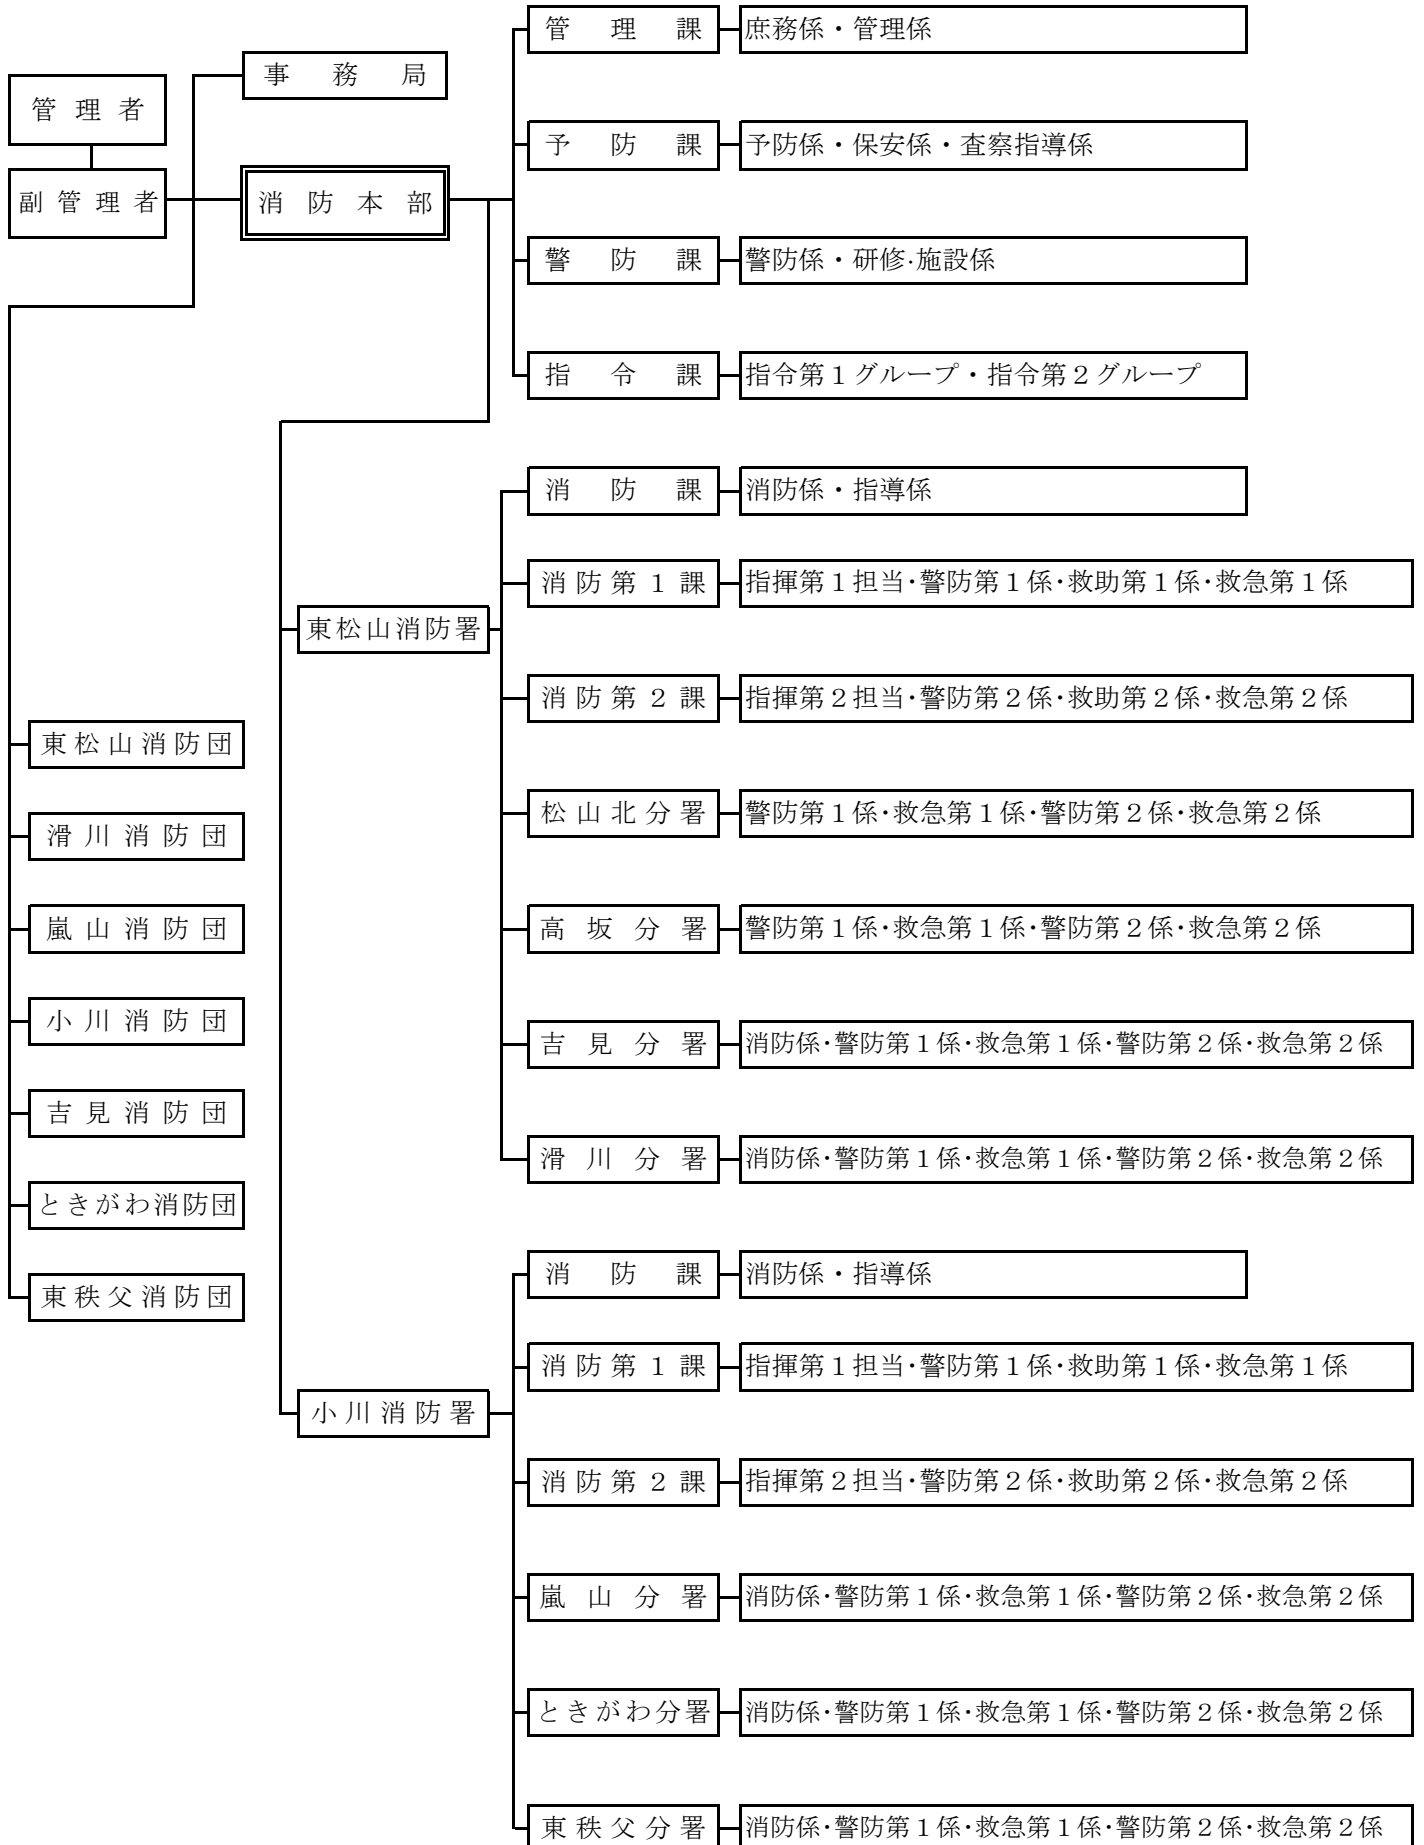 管理者
副管理者
事務局
消防本部
管理課 庶務係・管理係
予防課 予防係・保安係・査察指導係
警防課 警防係・研修·施設係
指令課 指令第１グループ・指令第２グループ
東松山消防署
消防課 消防係・指導係
消防第１課 指揮第１担当･警防第１係･救助第１係･救急第１係
消防第２課 指揮第２担当･警防第２係･救助第２係･救急第２係
松山北分署 警防第１係･救急第１係･警防第２係･救急第２係
高坂分署 警防第１係･救急第１係･警防第２係･救急第２係
吉見分署 消防係･警防第１係･救急第１係･警防第２係･救急第２係
滑川分署 消防係･警防第１係･救急第１係･警防第２係･救急第２係
小川消防署
消防課 消防係・指導係
消防第１課 指揮第１担当･警防第１係･救助第１係･救急第１係
消防第２課 指揮第２担当･警防第２係･救助第２係･救急第２係
嵐山分署 消防係･警防第１係･救急第１係･警防第２係･救急第２係
ときがわ分署 消防係･警防第１係･救急第１係･警防第２係･救急第２係
東秩父分署 消防係･警防第１係･救急第１係･警防第２係･救急第２係
東松山消防団
滑川消防団
嵐山消防団
小川消防団
吉見消防団
ときがわ消防団
東秩父消防団